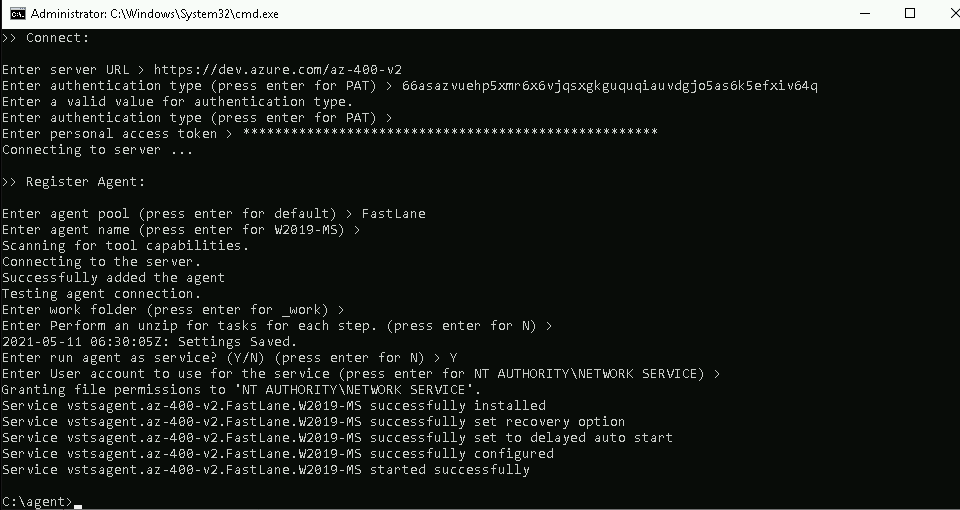 Administrator: C:\Windows\System32\cmd.exe
>> Connect:
Enter server URL > https://dev.azure.com/az-400-v2
Enter authentication type (press enter for PAT) > 66asazvuehp5xmr6x6vjqsxgkguquqiauvdgjo5as6k5efxiv64q
Enter a valid value for authentication type.
Enter authentication type (press enter for PAT) >
Enter personal access token > ****************************************************
Connecting to server ...
>> Register Agent:
Enter agent pool (press enter for default) > FastLane
Enter agent name (press enter for W2019-MS) >
Scanning for tool capabilities.
Connecting to the server.
Successfully added the agent
Testing agent connection.
Enter work folder (press enter for _work) >
Enter Perform an unzip for tasks for each step. (press enter for N) >
2021-05-11 06:30:05Z: Settings Saved.
Enter run agent as service? (Y/N) (press enter for N) > Y
Enter User account to use for the service (press enter for NT AUTHORITY\NETWORK SERVICE) >
Granting file permissions to 'NT AUTHORITY\NETWORK SERVICE'.
Service vstsagent.az-400-v2.FastLane.W2019-MS successfully installed
Service vstsagent.az-400-v2.FastLane.W2019-MS successfully set recovery option
Service vstsagent.az-400-v2.FastLane.W2019-MS successfully set to delayed auto start
Service vstsagent.az-400-v2.FastLane.W2019-MS successfully configured
Service vstsagent.az-400-v2.FastLane.W2019-MS started successfully
C:\agent>